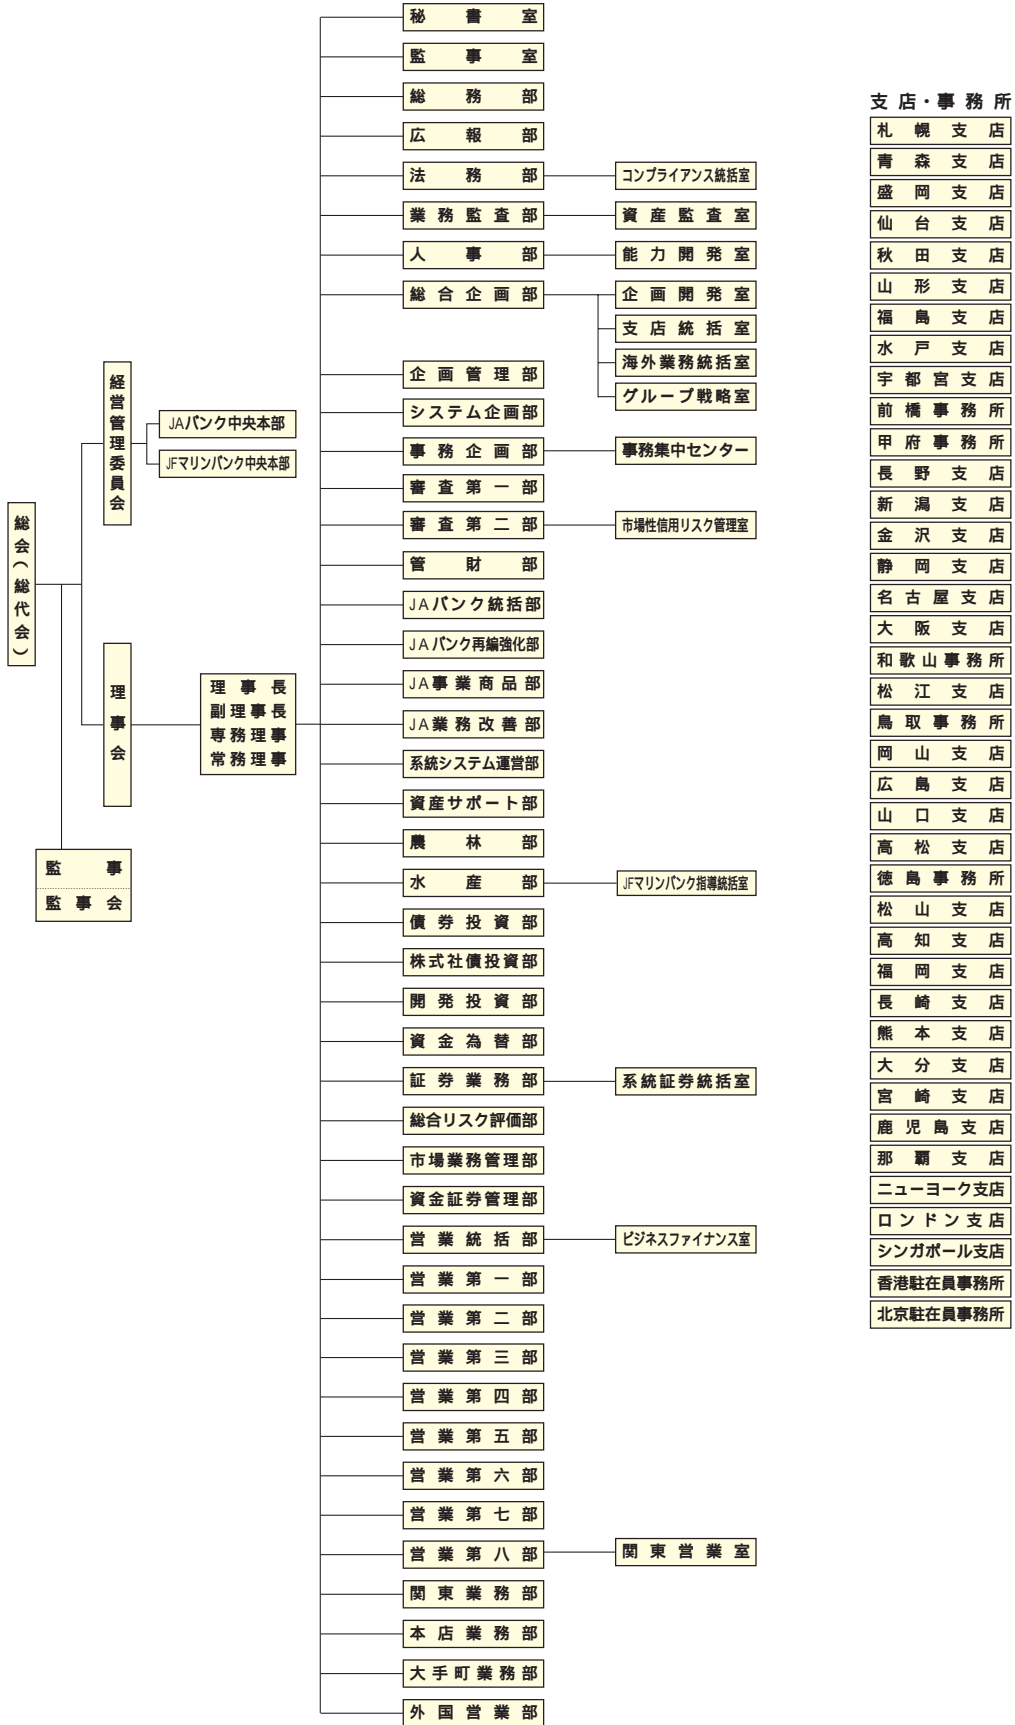 総会（総代会）
経営管理委員会
JAバンク中央本部
JFマリンバンク中央本部
理事会
理事長
副理事長
専務理事
常務理事
監事
監事会
秘書室
監事室
総務部
広報部
法務部
コンプライアンス統括室
業務監査部
資産監査室
人事部
能力開発室
総合企画部
企画開発室
支店統括室
海外業務統括室
グループ戦略室
企画管理部
システム企画部
事務企画部
事務集中センター
審査第一部
審査第二部
市場性信用リスク管理室
管財部
JAバンク統括部
JAバンク再編強化部
JA事業商品部
JA業務改善部
系統システム運営部
資産サポート部
農林部
水産部
JFマリンバンク指導統括室
債券投資部
株式社債投資部
開発投資部
資金為替部
証券業務部
系統証券統括室
総合リスク評価部
市場業務管理部
資金証券管理部
営業統括部
ビジネスファイナンス室
営業第一部
営業第二部
営業第三部
営業第四部
営業第五部
営業第六部
営業第七部
営業第八部
関東営業室
関東業務部
本店業務部
大手町業務部
外国営業部
支店・事務所
札幌支店
青森支店
盛岡支店
仙台支店
秋田支店
山形支店
福島支店
水戸支店
宇都宮支店
前橋事務所
甲府事務所
長野支店
新潟支店
金沢支店
静岡支店
名古屋支店
大阪支店
和歌山事務所
松江支店
鳥取事務所
岡山支店
広島支店
山口支店
高松支店
徳島事務所
松山支店
高知支店
福岡支店
長崎支店
熊本支店
大分支店
宮崎支店
鹿児島支店
那覇支店
ニューヨーク支店
ロンドン支店
シンガポール支店
香港駐在員事務所
北京駐在員事務所